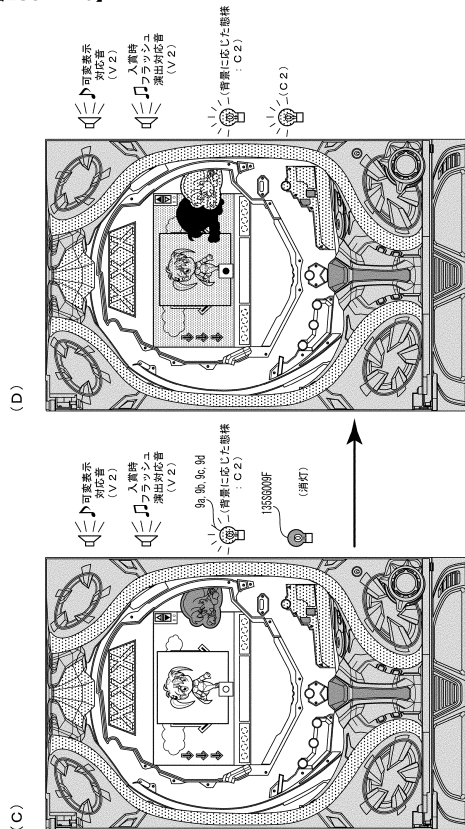 (C)
♪可変表示
対応音
(V2)
♫入賞時
フラッシュ
演出対応音
(V2)
9a, 9b, 9c, 9d
(背景に応じた態様
:C2)
135SG009F
(消灯)
(D)
♪可変表示
対応音
(V2)
♫入賞時
フラッシュ
演出対応音
(V2)
(背景に応じた態様
:C2)
(C2)